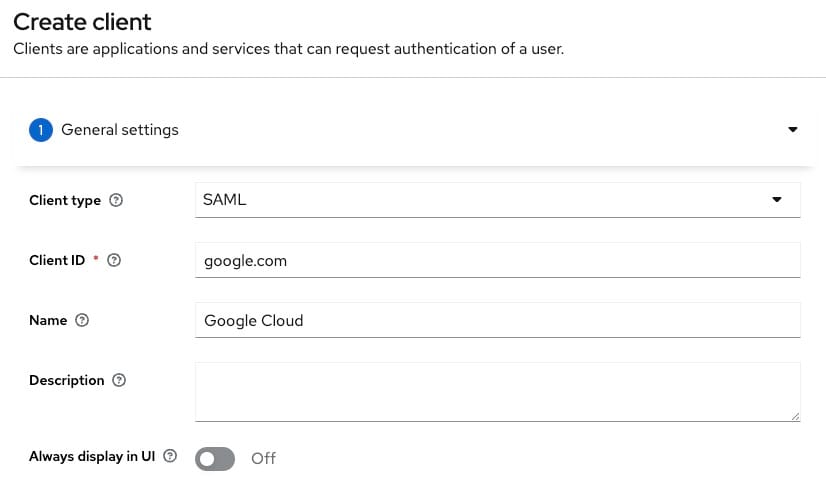 Create client
Clients are applications and services that can request authentication of a user.
1 General settings
Client type ? SAML
Client ID * ? google.com
Name ? Google Cloud
Description ?
Always display in UI ? Off